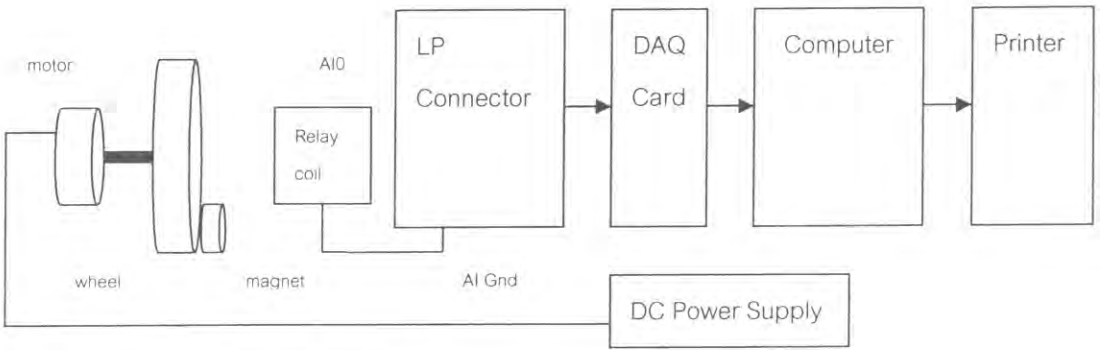 motor
AI0
Relay
coil
LP
Connector
DAQ
Card
Computer
Printer
wheel
magnet
AI Gnd
DC Power Supply